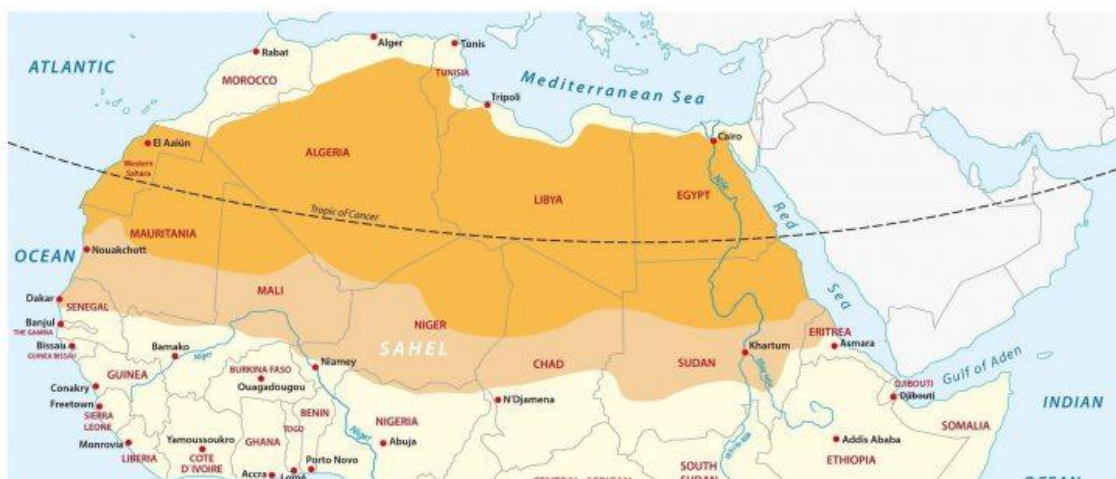 Alger
Tunis
Rabat
ATLANTIC
MOROCCO
TUNISIA
Mediterranean Sea
Tripoli
Cairo
El Aaiún
ALGERIA
Western
Sahara
Nile
LIBYA
EGYPT
Tropic of Cancer
Red
MAURITANIA
OCEAN
Nouakchott
Sea
MALI
Dakar
SENEGAL
NIGER
ERITREA
Banjul
THE GAMBIA
Khartum
Asmara
Bissau
GUINEA BISSAU
Bamako
Niger
SAHEL
CHAD
SUDAN
Gulf of Aden
Niamey
GUINEA
BURKINA FASO
Ouagadougou
Blue Nile
Conakry
DJIBOUTI
Djibouti
Freetown
N'Djamena
INDIAN
SIERRA
LEONE
BENIN
NIGERIA
SOMALIA
TOGO
Niger
Monrovia
Yamoussoukro
GHANA
Abuja
White Nile
Addis Ababa
LIBERIA
COTE
D'IVOIRE
Porto Novo
ETHIOPIA
Accra
Lomé
SOUTH
SUDAN
CENTRAL AFRICAN
OCEAN